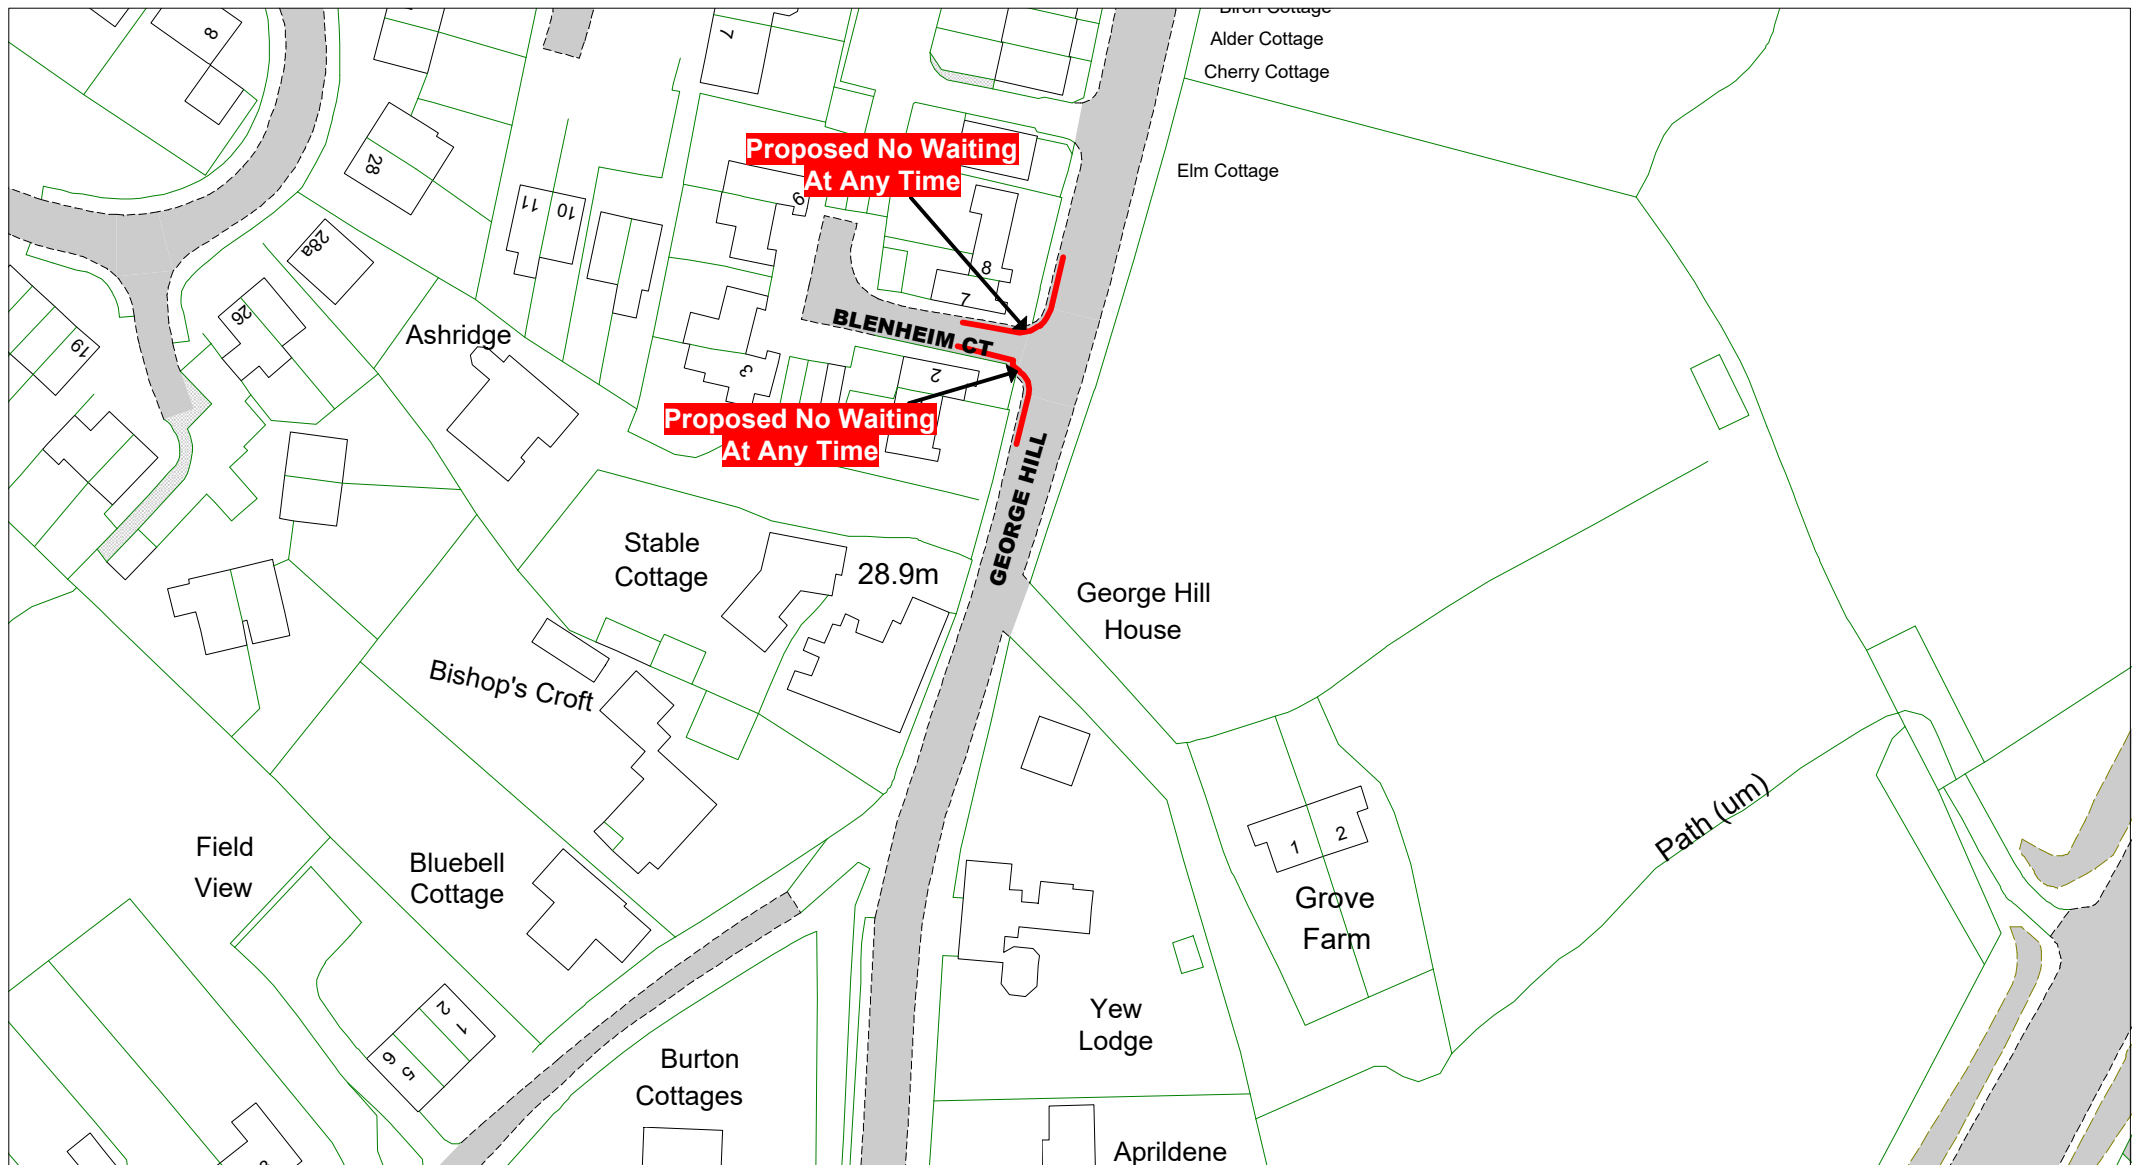 Birch Cottage
Alder Cottage
Cherry Cottage
8
7
Proposed No Waiting
At Any Time
Elm Cottage
28
11
10
9
28a
8
7
26
BLENHEIM CT
Ashridge
19
3
2
Proposed No Waiting
At Any Time
GEORGE HILL
Stable
Cottage
28.9m
George Hill
House
Bishop's Croft
Path (um)
1
2
Field
View
Bluebell
Cottage
Grove
Farm
2
1
6
5
Yew
Lodge
Burton
Cottages
Aprildene